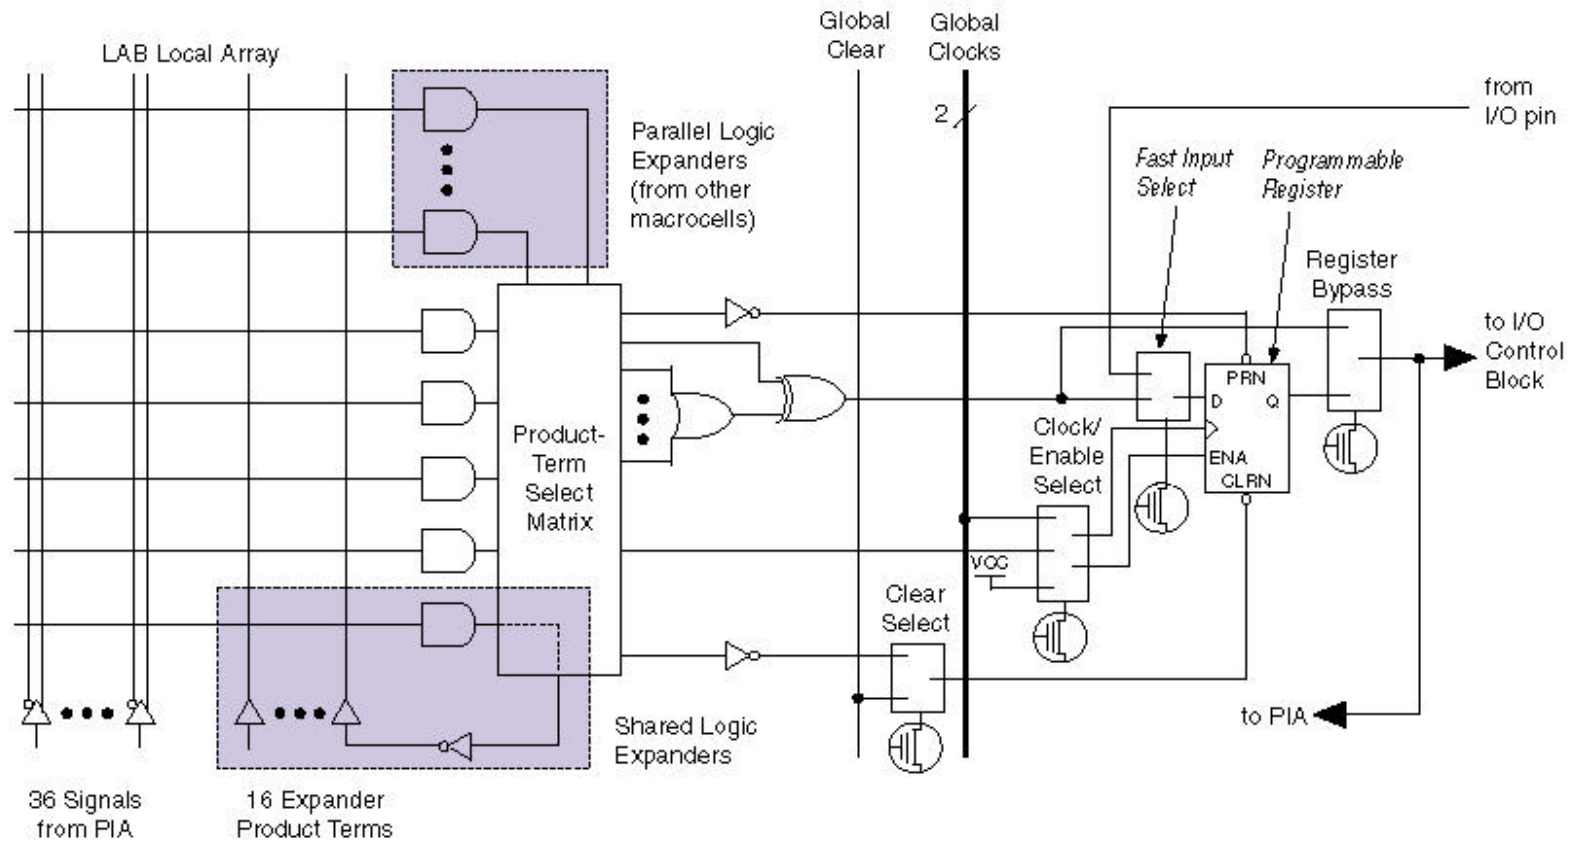 LAB Local Array
Global
Clear
Global
Clocks
2
from
I/O pin
Parallel Logic
Expanders
(from other
macrocells)
Fast Input
Select
Programmable
Register
Register
Bypass
to I/O
Control
Block
PRN
D
Q
ENA
CLRN
Clock/
Enable
Select
Product-
Term
Select
Matrix
VCC
Clear
Select
Shared Logic
Expanders
to PIA
36 Signals
from PIA
16 Expander
Product Terms